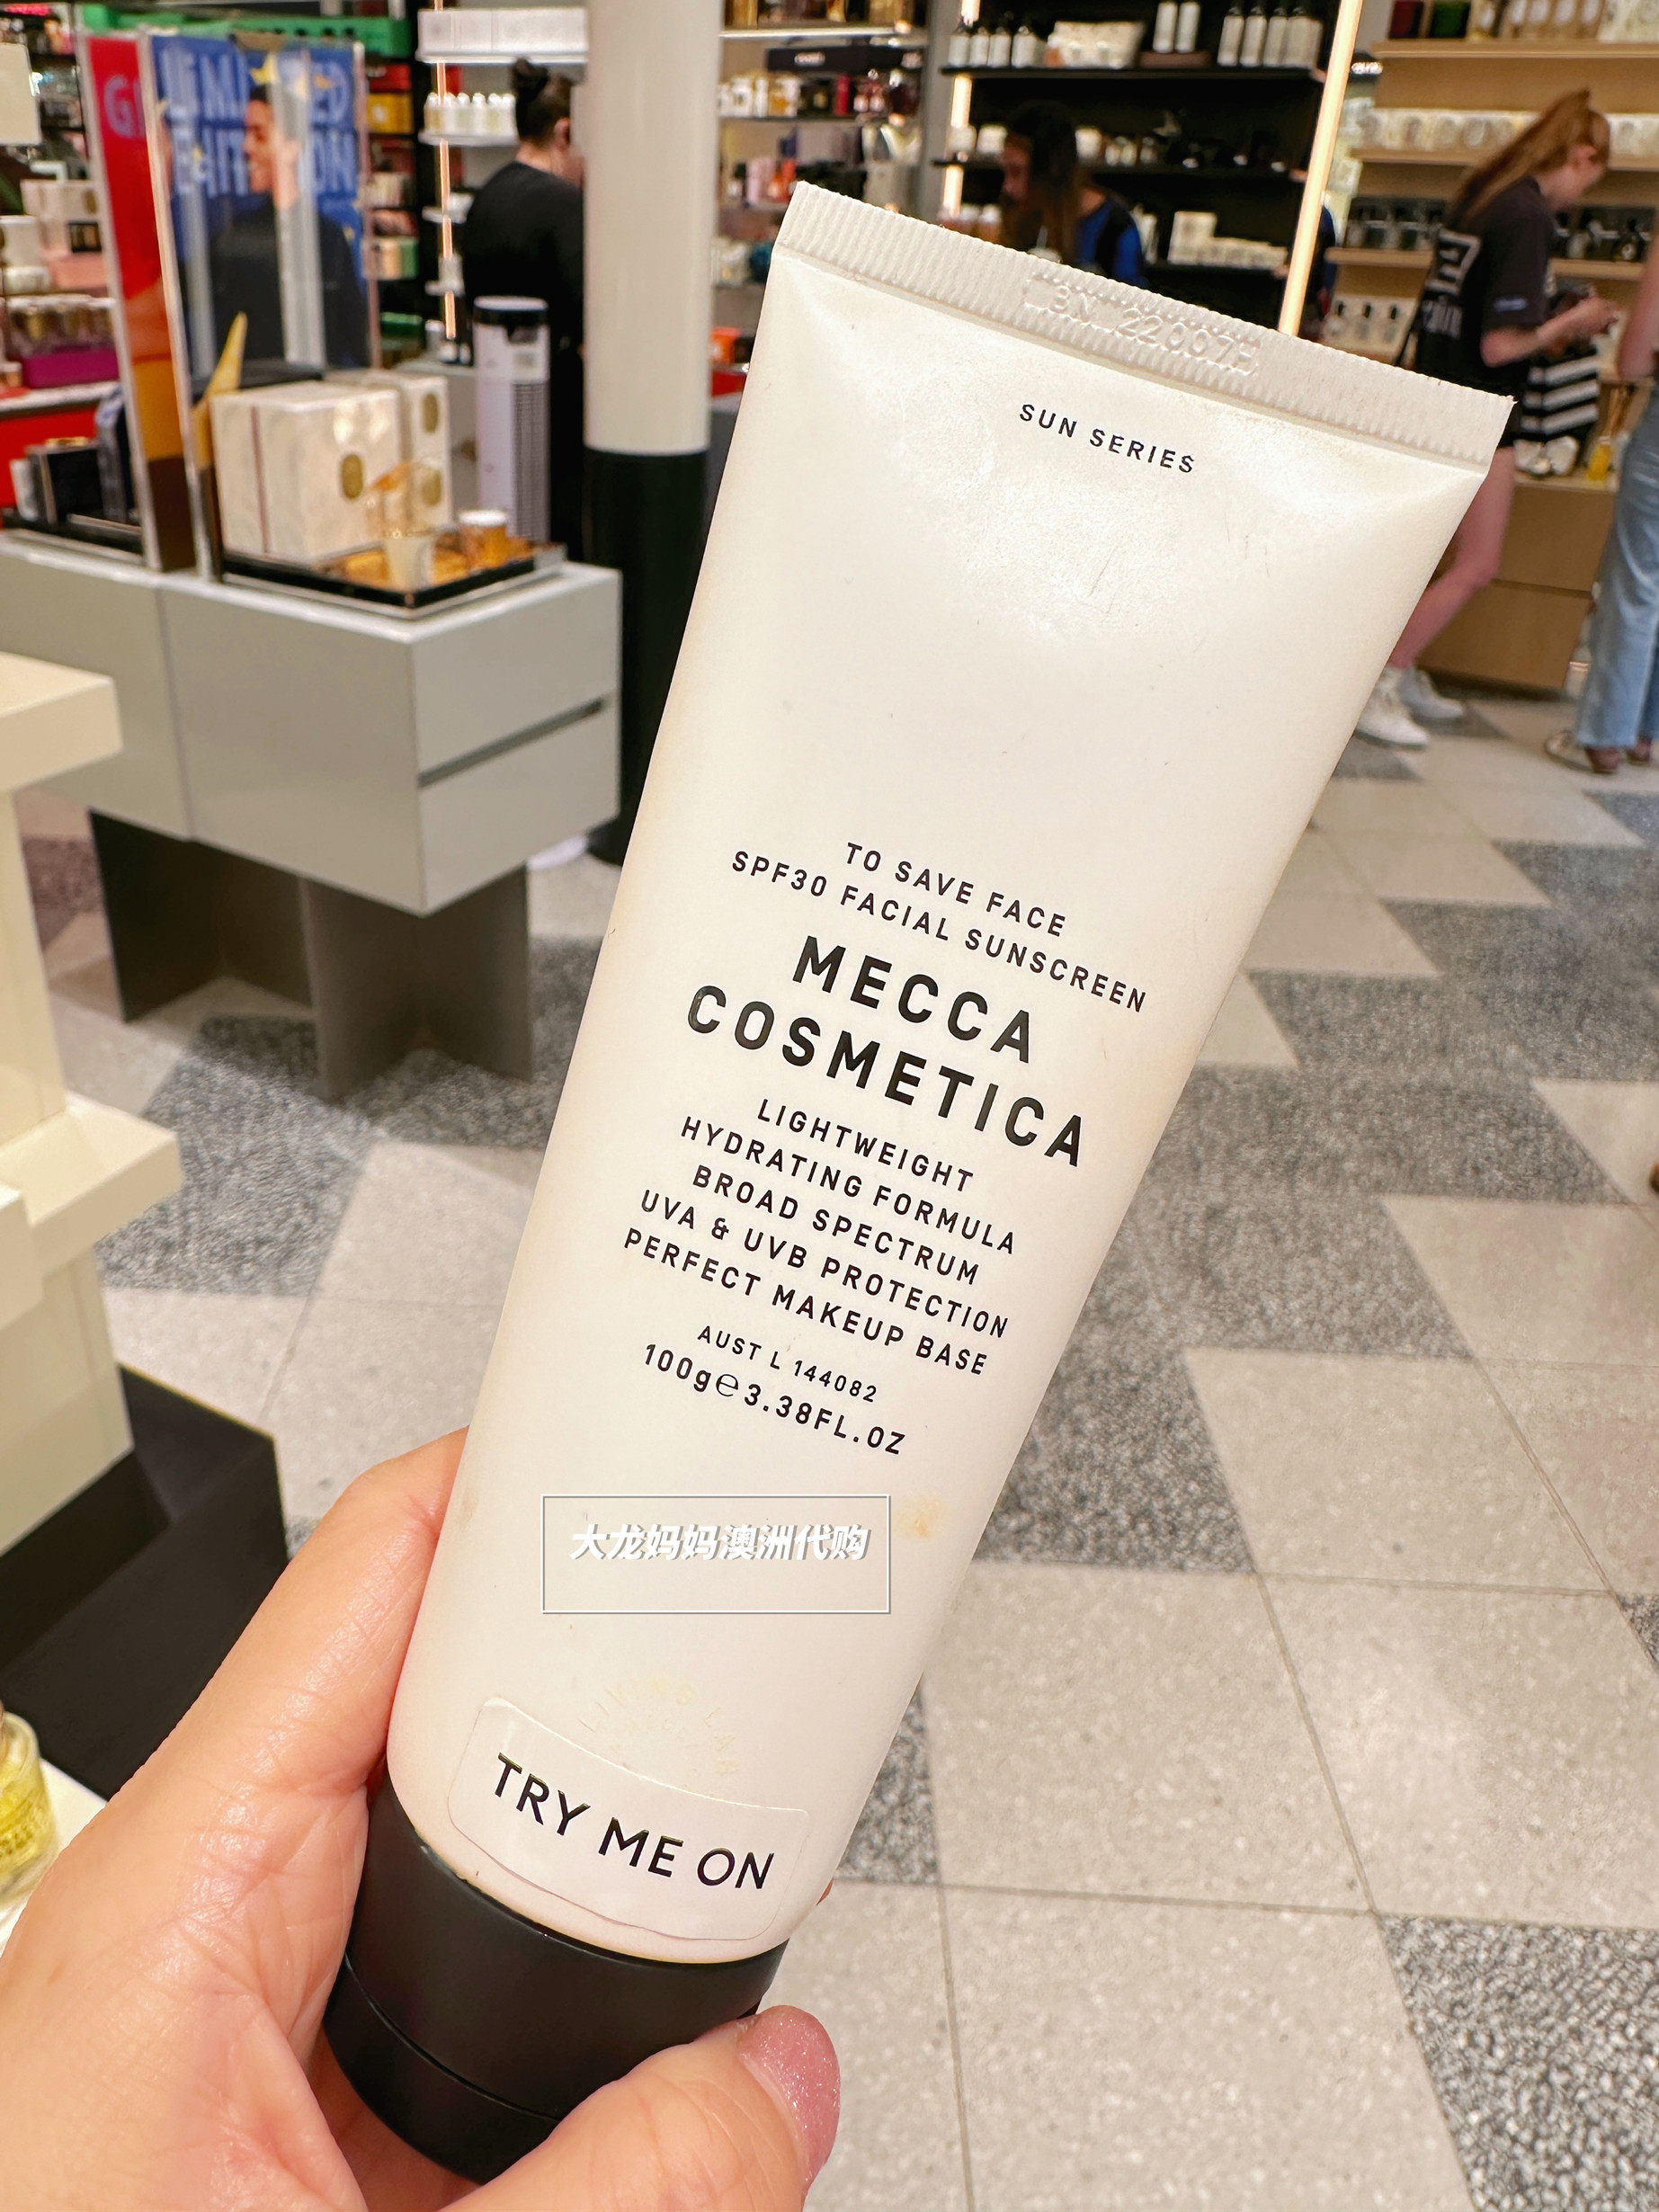 LIMITED
EDITION
SUN SERIES
TO SAVE FACE
SPF30 FACIAL SUNSCREEN
MECCA
COSMETICA
LIGHTWEIGHT
HYDRATING FORMULA
BROAD SPECTRUM
UVA & UVB PROTECTION
PERFECT MAKEUP BASE
AUST L 144082
100g℮3.38FL.OZ
大龙妈妈澳洲代购
TRY ME ON